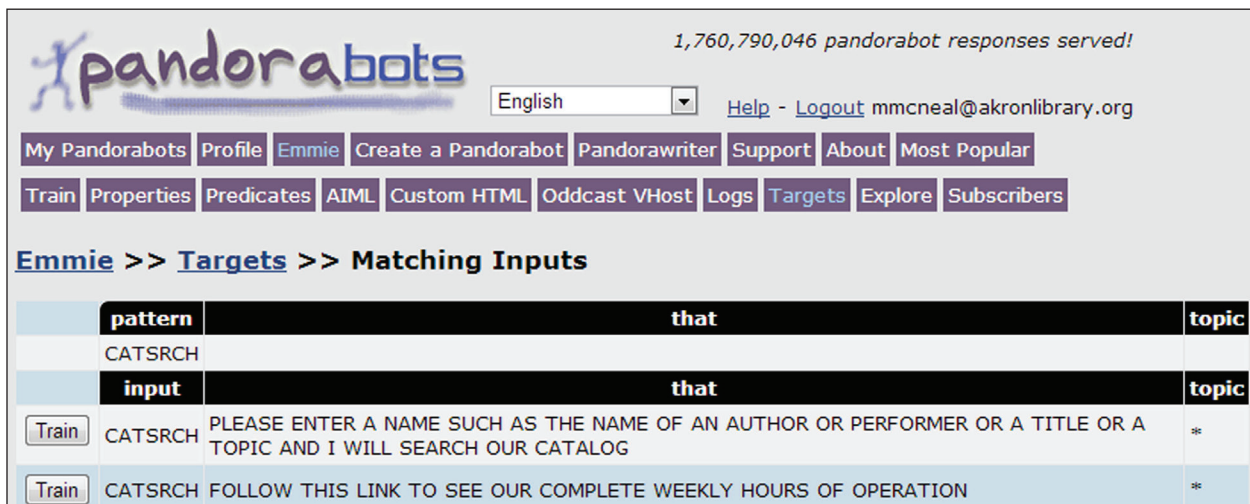 pandorabots
1,760,790,046 pandorabot responses served!
English
Help - Logout mmcneal@akronlibrary.org
My Pandorabots Profile Emmie Create a Pandorabot Pandorawriter Support About Most Popular
Train Properties Predicates AIML Custom HTML Oddcast VHost Logs Targets Explore Subscribers
Emmie >> Targets >> Matching Inputs
pattern that topic
CATSRCH
input that topic
Train CATSRCH PLEASE ENTER A NAME SUCH AS THE NAME OF AN AUTHOR OR PERFORMER OR A TITLE OR A
TOPIC AND I WILL SEARCH OUR CATALOG *
Train CATSRCH FOLLOW THIS LINK TO SEE OUR COMPLETE WEEKLY HOURS OF OPERATION *